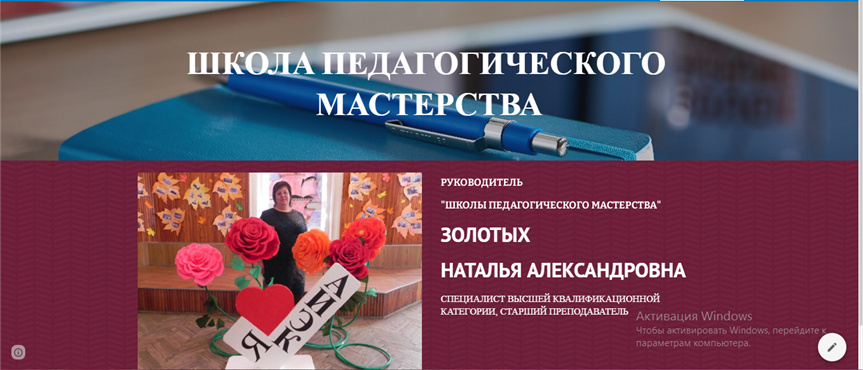 ШКОЛА ПЕДАГОГИЧЕСКОГО
МАСТЕРСТВА
РУКОВОДИТЕЛЬ
"ШКОЛЫ ПЕДАГОГИЧЕСКОГО МАСТЕРСТВА"
ЗОЛОТЫХ
НАТАЛЬЯ АЛЕКСАНДРОВНА
СПЕЦИАЛИСТ ВЫСШЕЙ КВАЛИФИКАЦИОННОЙ
КАТЕГОРИИ, СТАРШИЙ ПРЕПОДАВАТЕЛЬ
Я
АИЭК
Активация Windows
Чтобы активировать Windows, перейдите к
параметрам компьютера.